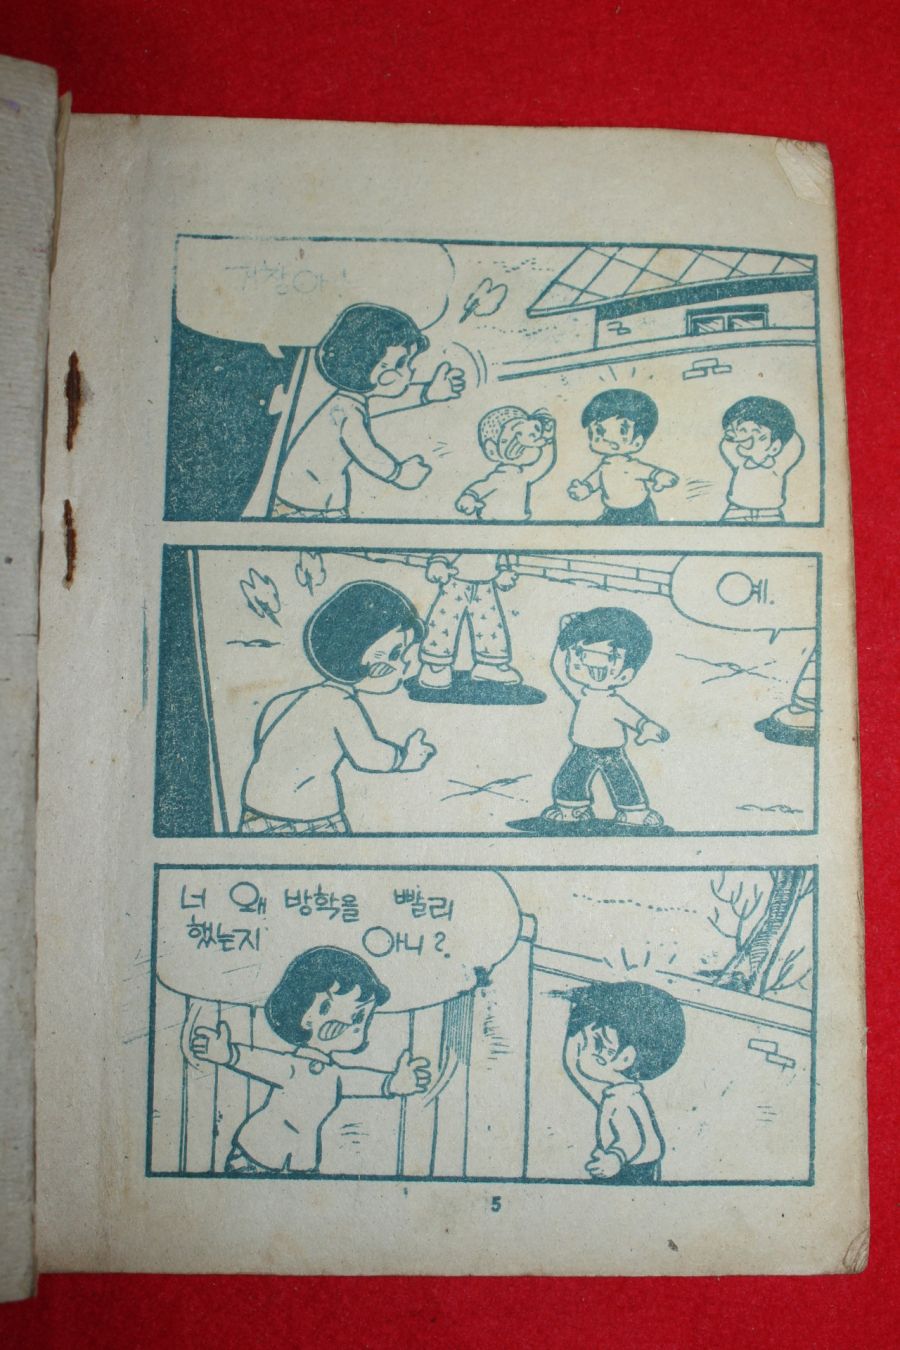 예.
너 왜 방학을 빨리
했는지 아니?
5